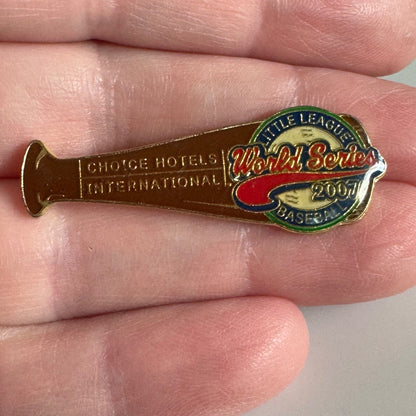 CHOICE HOTELS
INTERNATIONAL
LITTLE LEAGUE
World Series
2007
BASEBALL